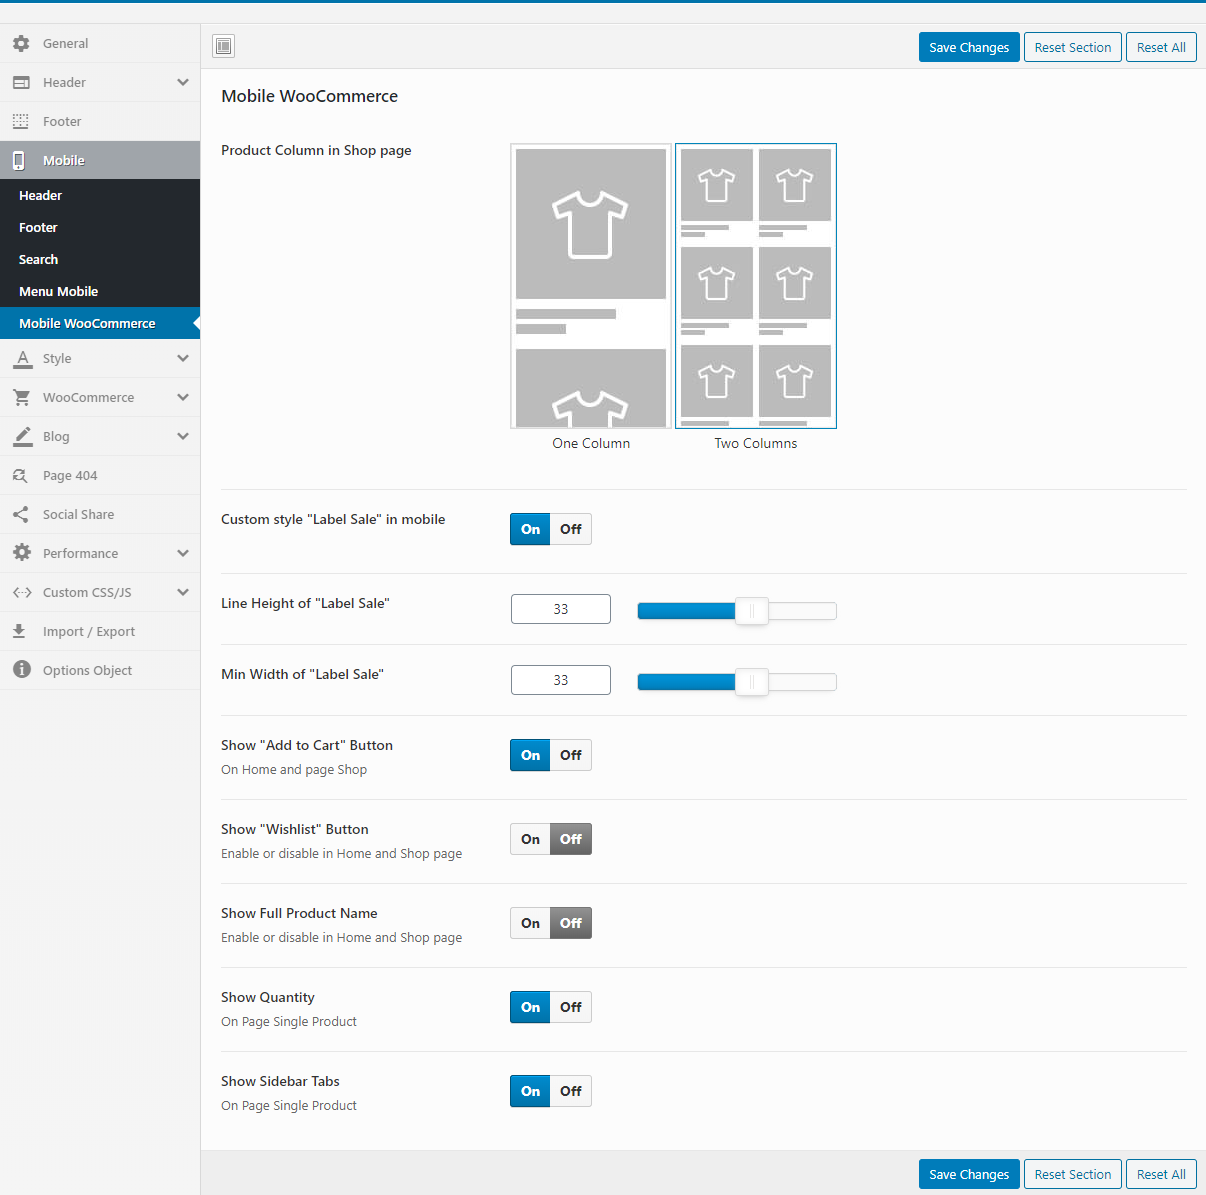 General
Header
Footer
Mobile
Header
Footer
Search
Menu Mobile
Mobile WooCommerce
Style
WooCommerce
Blog
Page 404
Social Share
Performance
Custom CSS/JS
Import / Export
Options Object
Save Changes Reset Section Reset All
Mobile WooCommerce
Product Column in Shop page
One Column Two Columns
Custom style "Label Sale" in mobile On Off
Line Height of "Label Sale" 33
Min Width of "Label Sale" 33
Show "Add to Cart" Button On Off
On Home and page Shop
Show "Wishlist" Button On Off
Enable or disable in Home and Shop page
Show Full Product Name On Off
Enable or disable in Home and Shop page
Show Quantity On Off
On Page Single Product
Show Sidebar Tabs On Off
On Page Single Product
Save Changes Reset Section Reset All